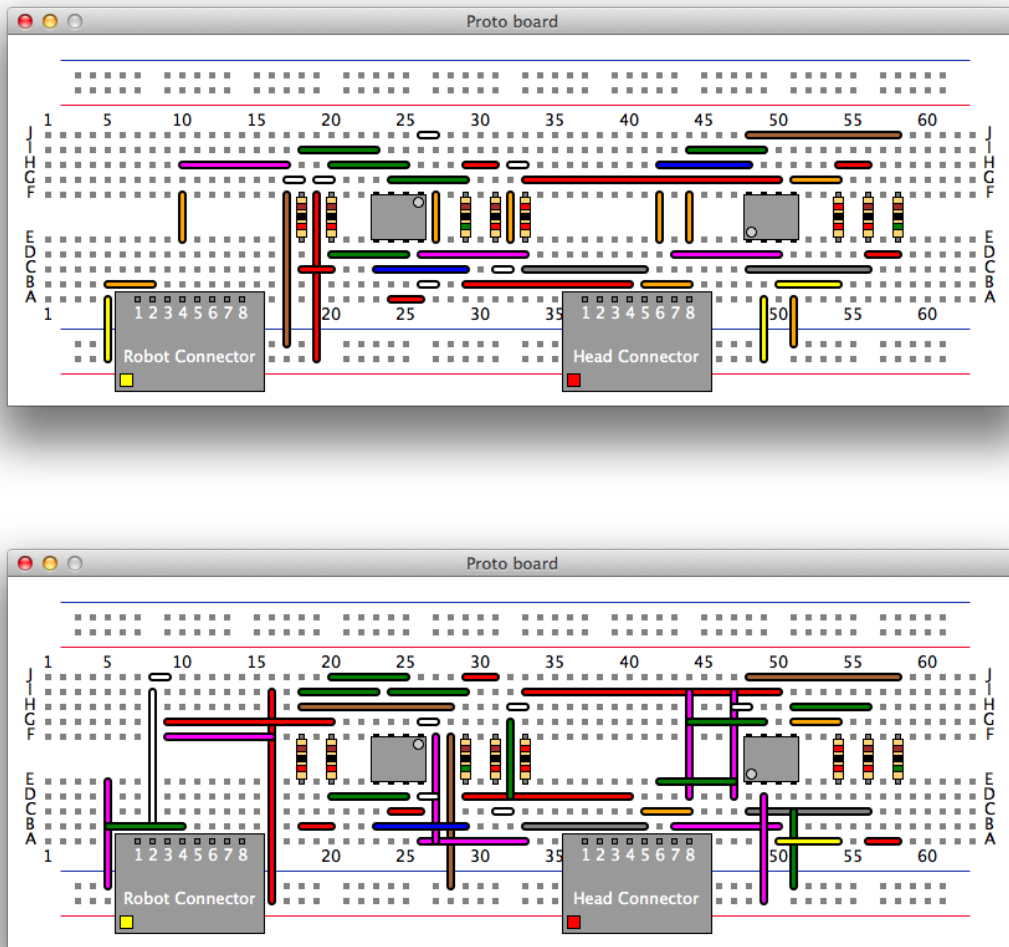 Proto board
1 5 10 15 20 25 30 35 40 45 50 55 60
J J
I I
H H
G G
F F
E E
D D
C C
B B
A A
1 2 3 4 5 6 7 8 1 2 3 4 5 6 7 8
1 20 25 30 35 50 55 60
Robot Connector Head Connector
Proto board
1 5 10 15 20 25 30 35 40 45 50 55 60
J J
I I
H H
G G
F F
E E
D D
C C
B B
A A
1 2 3 4 5 6 7 8 1 2 3 4 5 6 7 8
1 20 25 30 35 50 55 60
Robot Connector Head Connector